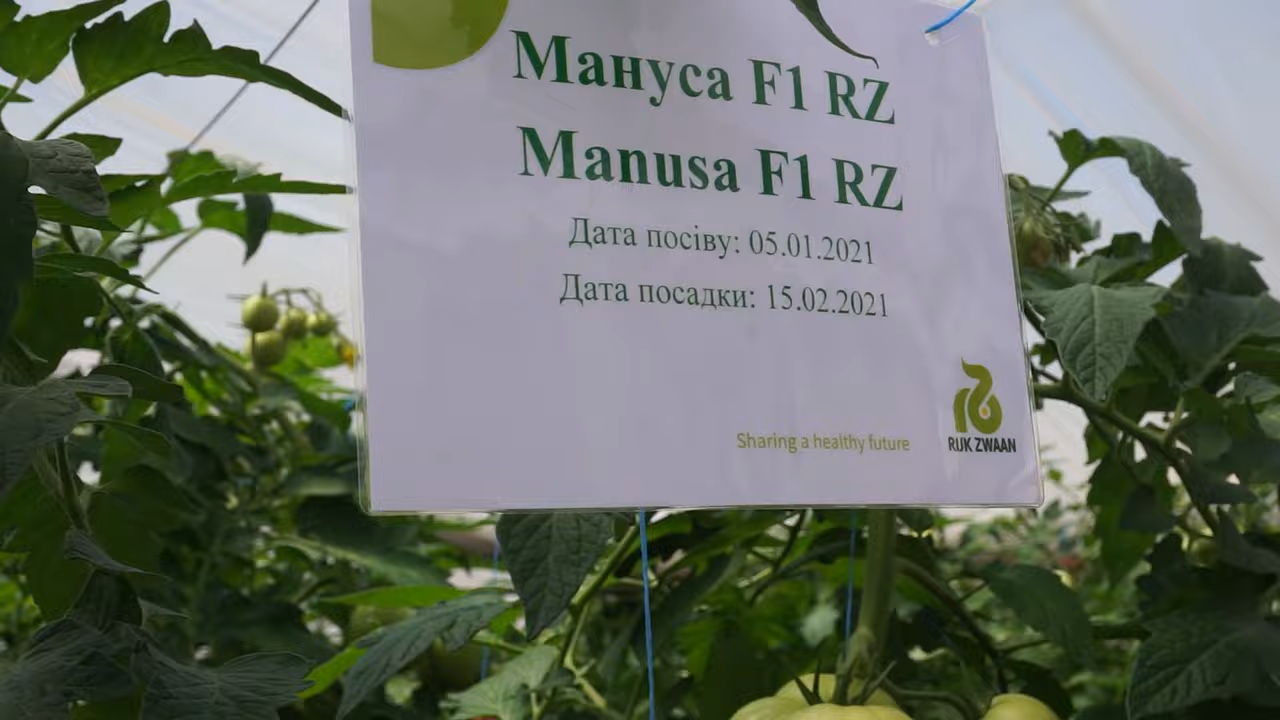 Мануса F1 RZ
Manusa F1 RZ
Дата посіву: 05.01.2021
Дата посадки: 15.02.2021
Sharing a healthy future
RIJK ZWAAN